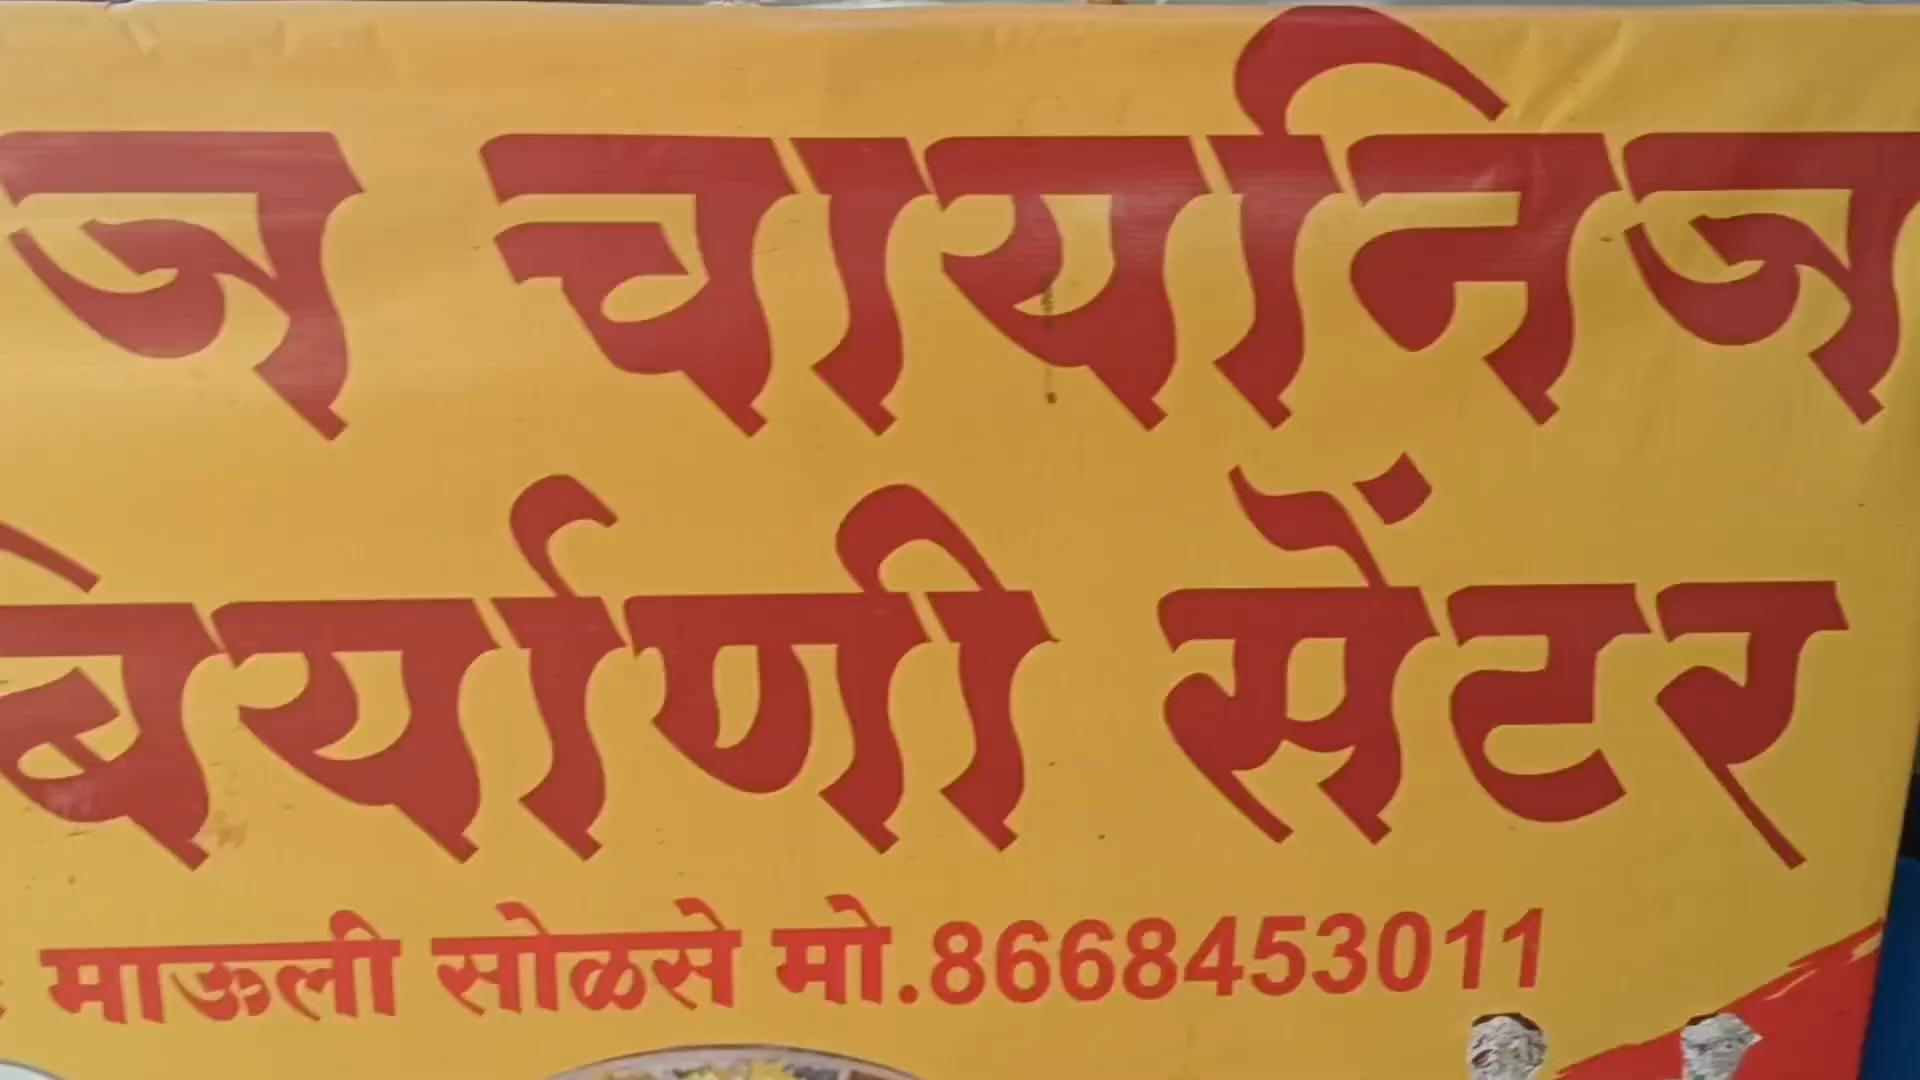 ज चायनिज
बिर्याणी सेंटर
: माऊली सोळसे मो.8668453011